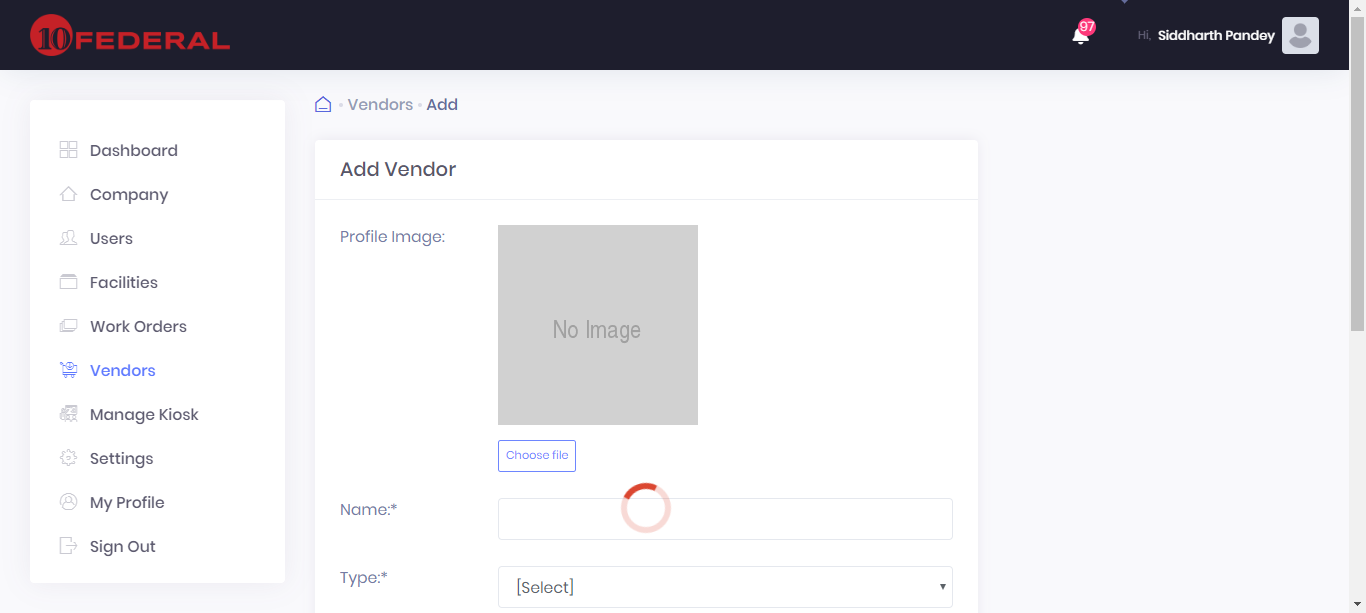 10 FEDERAL
97
Hi, Siddharth Pandey
Vendors Add
Dashboard
Company
Users
Facilities
Work Orders
Vendors
Manage Kiosk
Settings
My Profile
Sign Out
Add Vendor
Profile Image:
No Image
Choose file
Name:*
Type:*
[Select]